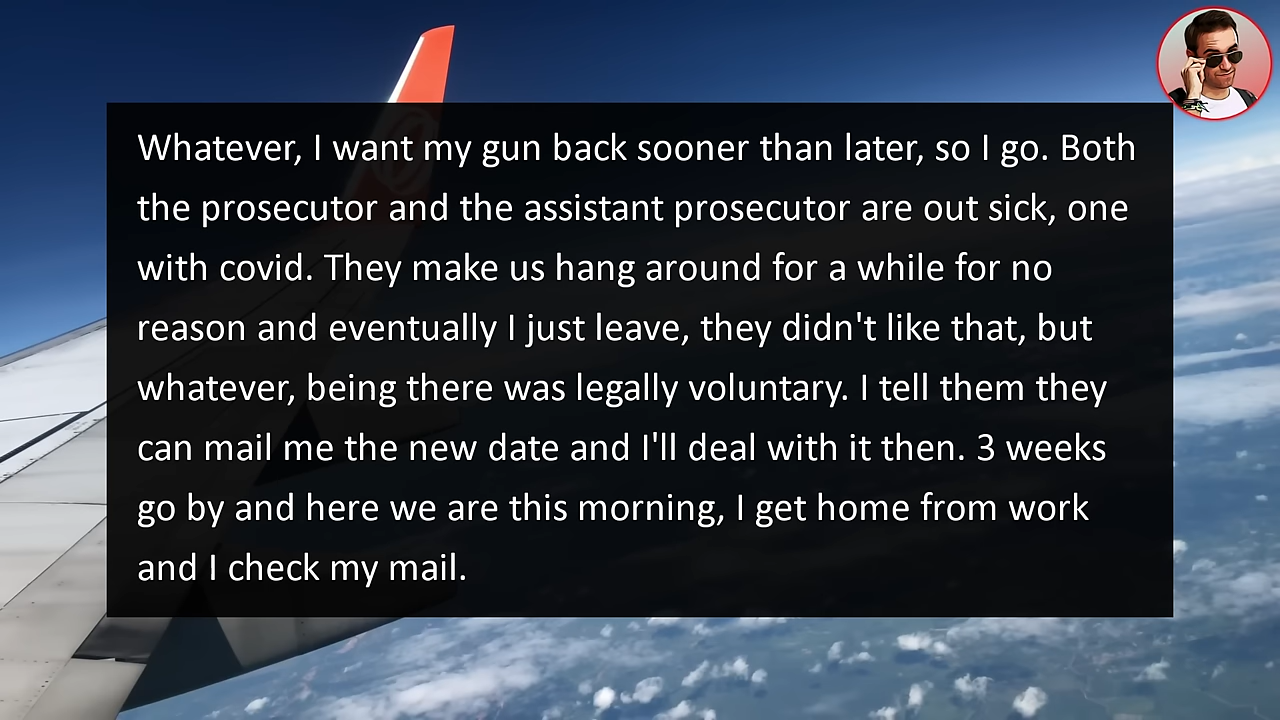 Whatever, I want my gun back sooner than later, so I go. Both
the prosecutor and the assistant prosecutor are out sick, one
with covid. They make us hang around for a while for no
reason and eventually I just leave, they didn't like that, but
whatever, being there was legally voluntary. I tell them they
can mail me the new date and I'll deal with it then. 3 weeks
go by and here we are this morning, I get home from work
and I check my mail.